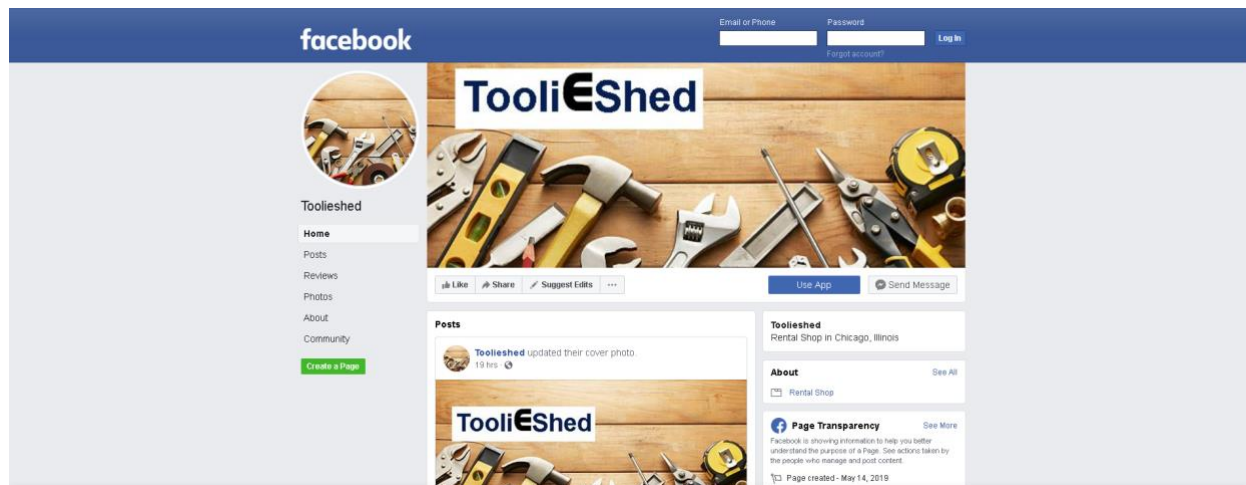 facebook
Email or Phone
Password
Log In
Forgot account?
TooliEShed
Toolieshed
Home
Posts
Reviews
Photos
About
Community
Create a Page
Like
Share
Suggest Edits
Use App
Send Message
Posts
Toolieshed updated their cover photo.
19 hrs ·
TooliEShed
Toolieshed
Rental Shop in Chicago, Illinois
About
See All
Rental Shop
Page Transparency
See More
Facebook is showing information to help you better
understand the purpose of a Page. See actions taken by
the people who manage and post content.
Page created - May 14, 2019